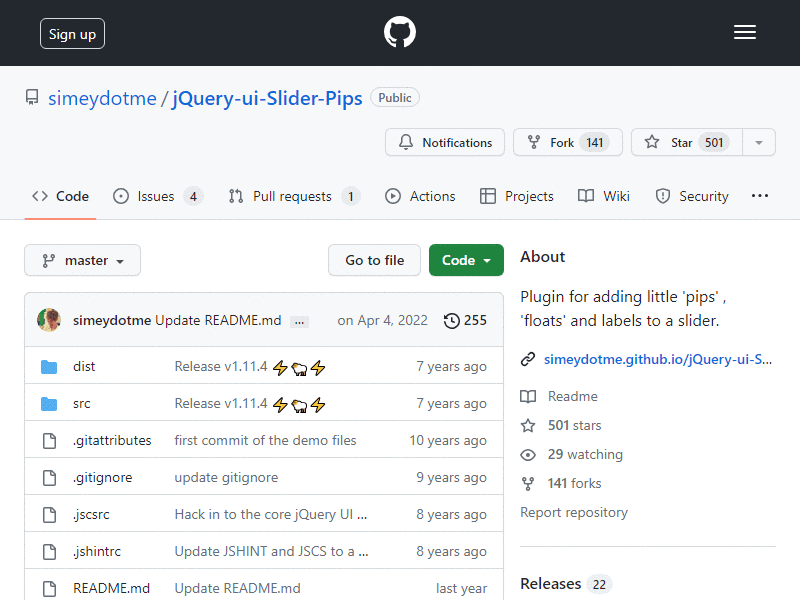 Sign up
simeydotme / jQuery-ui-Slider-Pips Public
Notifications Fork 141 Star 501
Code Issues 4 Pull requests 1 Actions Projects Wiki Security ...
master Go to file Code
simeydotme Update README.md ... on Apr 4, 2022 255
dist Release v1.11.4 ⚡🐑⚡ 7 years ago
src Release v1.11.4 ⚡🐑⚡ 7 years ago
.gitattributes first commit of the demo files 10 years ago
.gitignore update gitignore 9 years ago
.jscsrc Hack in to the core jQuery UI ... 8 years ago
.jshintrc Update JSHINT and JSCS to a ... 8 years ago
README.md Update README.md last year
About
Plugin for adding little 'pips' ,
'floats' and labels to a slider.
simeydotme.github.io/jQuery-ui-S...
Readme
501 stars
29 watching
141 forks
Report repository
Releases 22